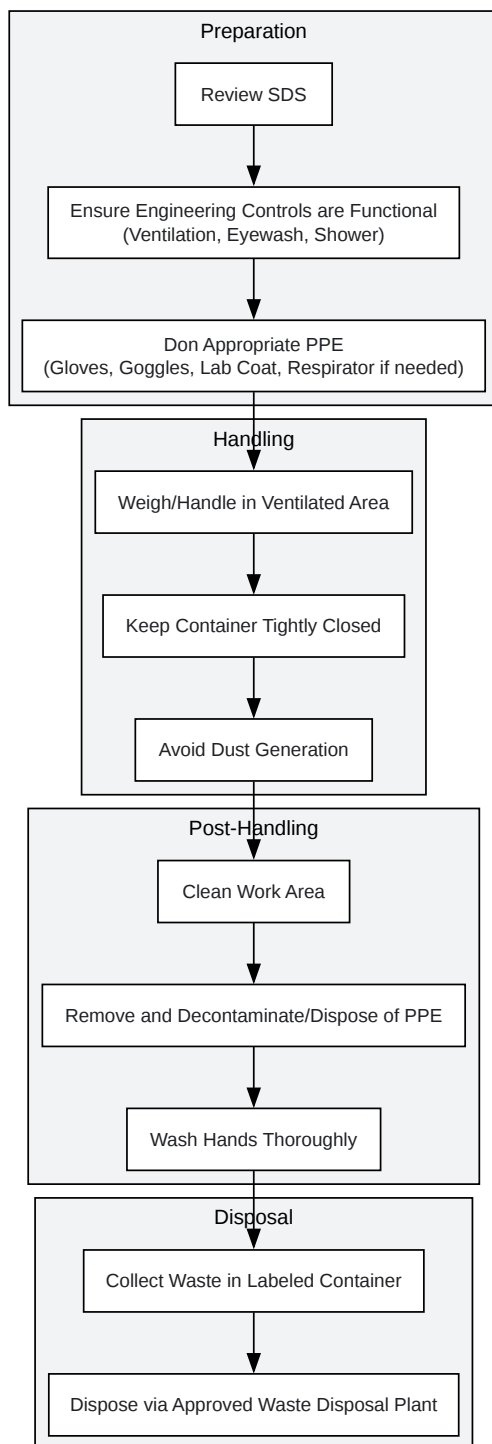 Preparation
Review SDS
Ensure Engineering Controls are Functional
(Ventilation, Eyewash, Shower)
Don Appropriate PPE
(Gloves, Goggles, Lab Coat, Respirator if needed)
Handling
Weigh/Handle in Ventilated Area
Keep Container Tightly Closed
Avoid Dust Generation
Post-Handling
Clean Work Area
Remove and Decontaminate/Dispose of PPE
Wash Hands Thoroughly
Disposal
Collect Waste in Labeled Container
Dispose via Approved Waste Disposal Plant